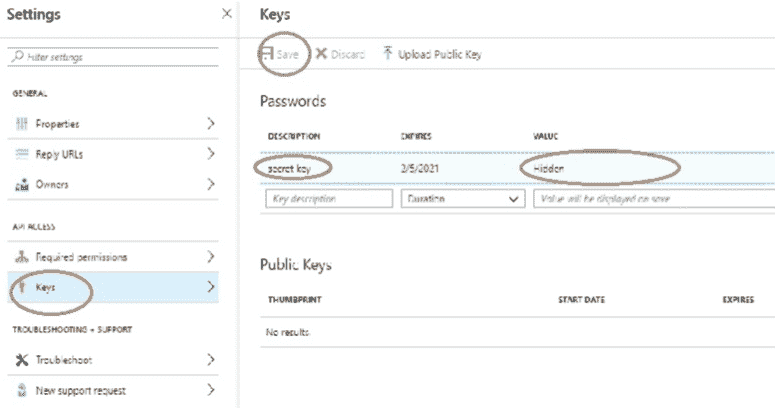 Settings
Filter settings
GENERAL
Properties
Reply URLs
Owners
API ACCESS
Required permissions
Keys
TROUBLESHOOTING + SUPPORT
Troubleshoot
New support request
Keys
Save Discard Upload Public Key
Passwords
DESCRIPTION EXPIRES VALUE
secret key 2/5/2021 Hidden
Key description Duration Value will be displayed on save
Public Keys
THUMBPRINT START DATE EXPIRES
No results.